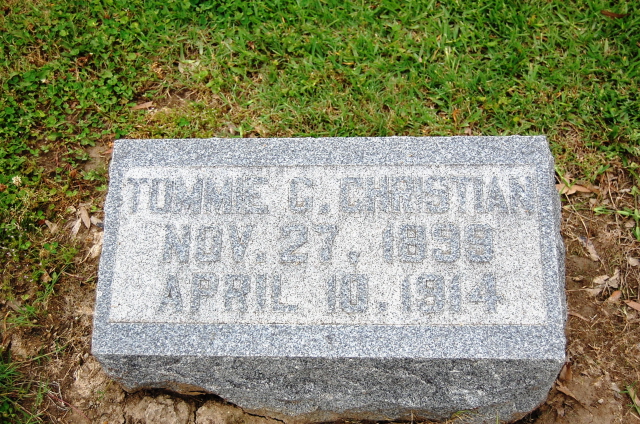 TOMMIE C. CHRISTIAN
NOV. 27, 1898
APRIL 10, 1914